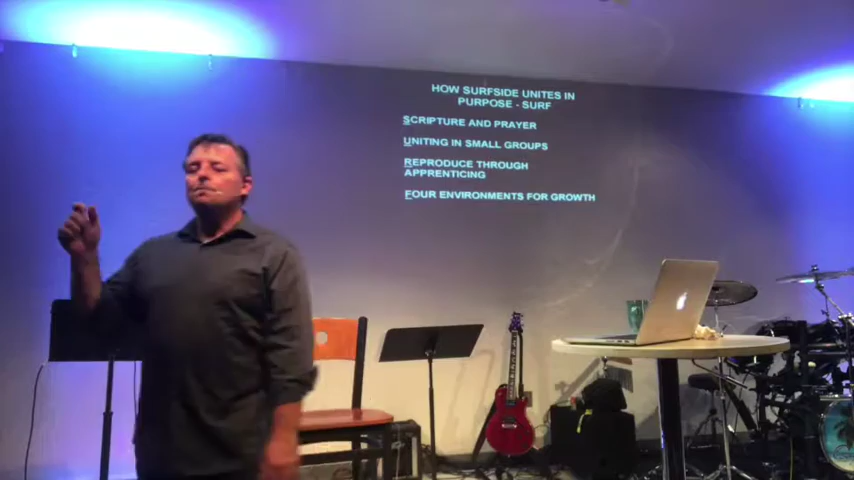 HOW SURFSIDE UNITES IN
PURPOSE - SURF
SCRIPTURE AND PRAYER
UNITING IN SMALL GROUPS
REPRODUCE THROUGH
APPRENTICING
FOUR ENVIRONMENTS FOR GROWTH